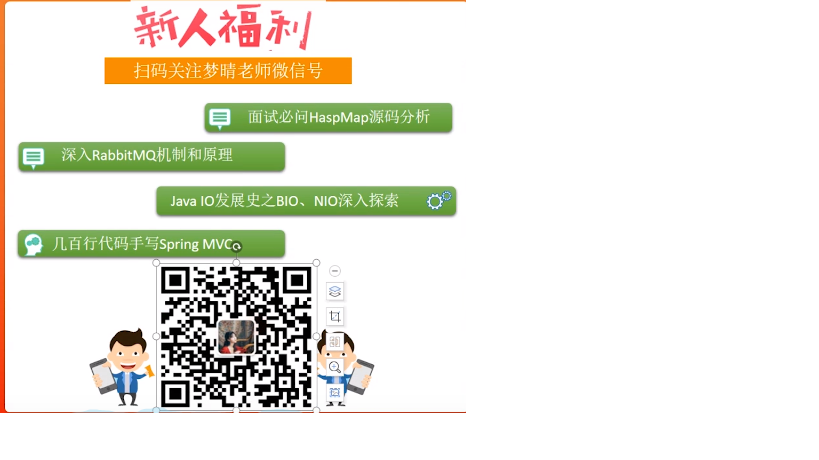 新人福利
扫码关注梦晴老师微信号
面试必问HaspMap源码分析
深入RabbitMQ机制和原理
Java IO发展史之BIO、NIO深入探索
几百行代码手写Spring MVC